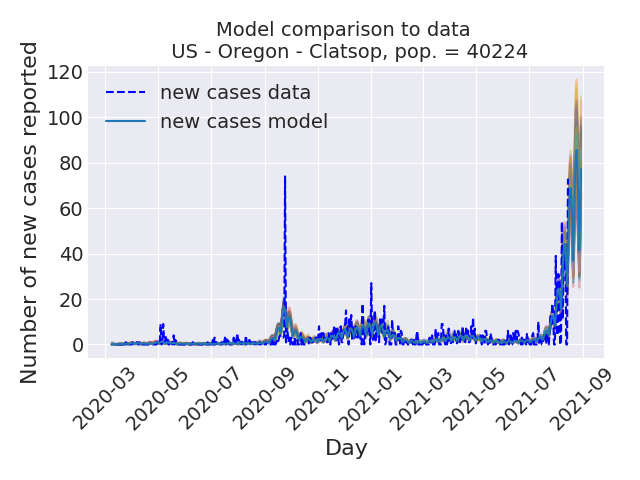 Model comparison to data
US - Oregon - Clatsop, pop. = 40224
Number of new cases reported
120
100
80
60
40
20
0
new cases data
new cases model
2020-03
2020-05
2020-07
2020-09
2020-11
2021-01
2021-03
2021-05
2021-07
2021-09
Day